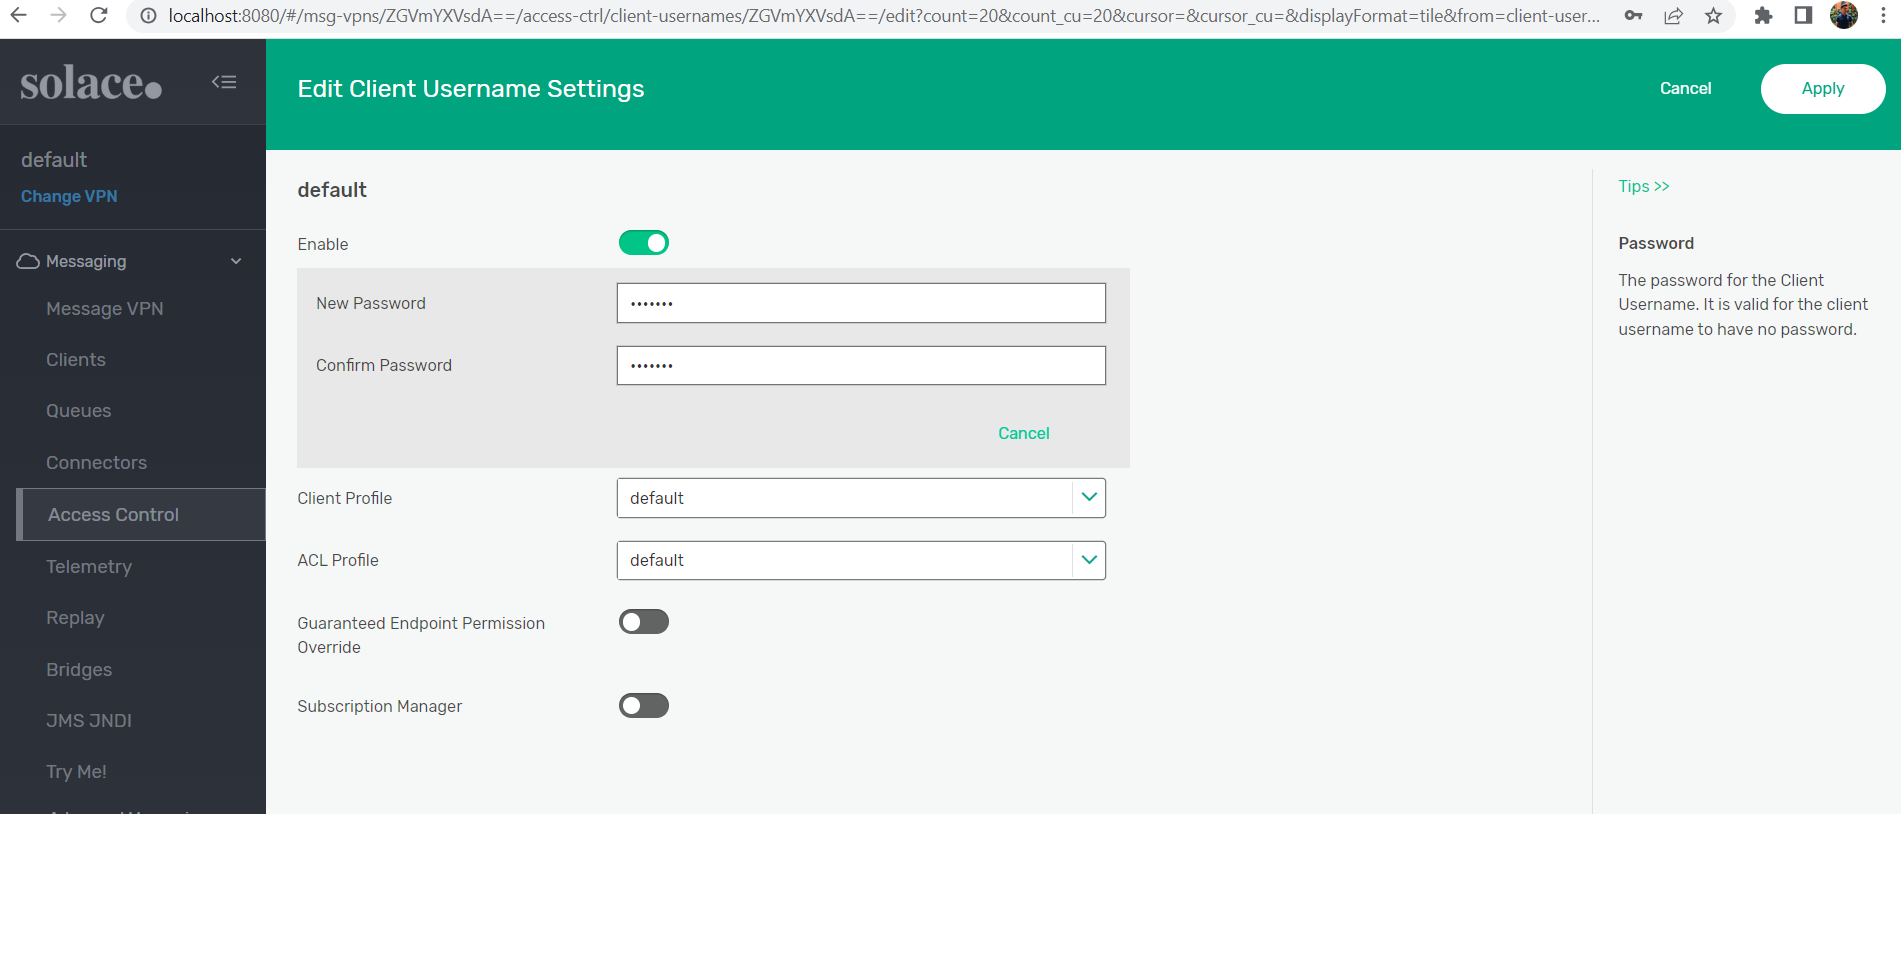 localhost:8080/#/msg-vpns/ZGVmYXVsdA==/access-ctrl/client-usernames/ZGVmYXVsdA==/edit?count=20&count_cu=20&cursor=&cursor_cu=&displayFormat=tile&from=client-user...
solace.
Edit Client Username Settings
Cancel
Apply
default
Change VPN
Messaging
Message VPN
Clients
Queues
Connectors
Access Control
Telemetry
Replay
Bridges
JMS JNDI
Try Me!
default
Enable
New Password
•••••••
Confirm Password
•••••••
Cancel
Client Profile
default
ACL Profile
default
Guaranteed Endpoint Permission
Override
Subscription Manager
Tips >>
Password
The password for the Client
Username. It is valid for the client
username to have no password.